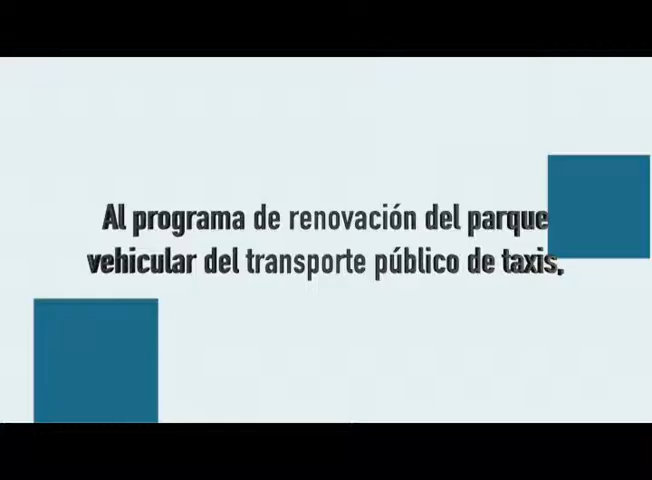 Al programa de renovación del parque
vehicular del transporte público de taxis.